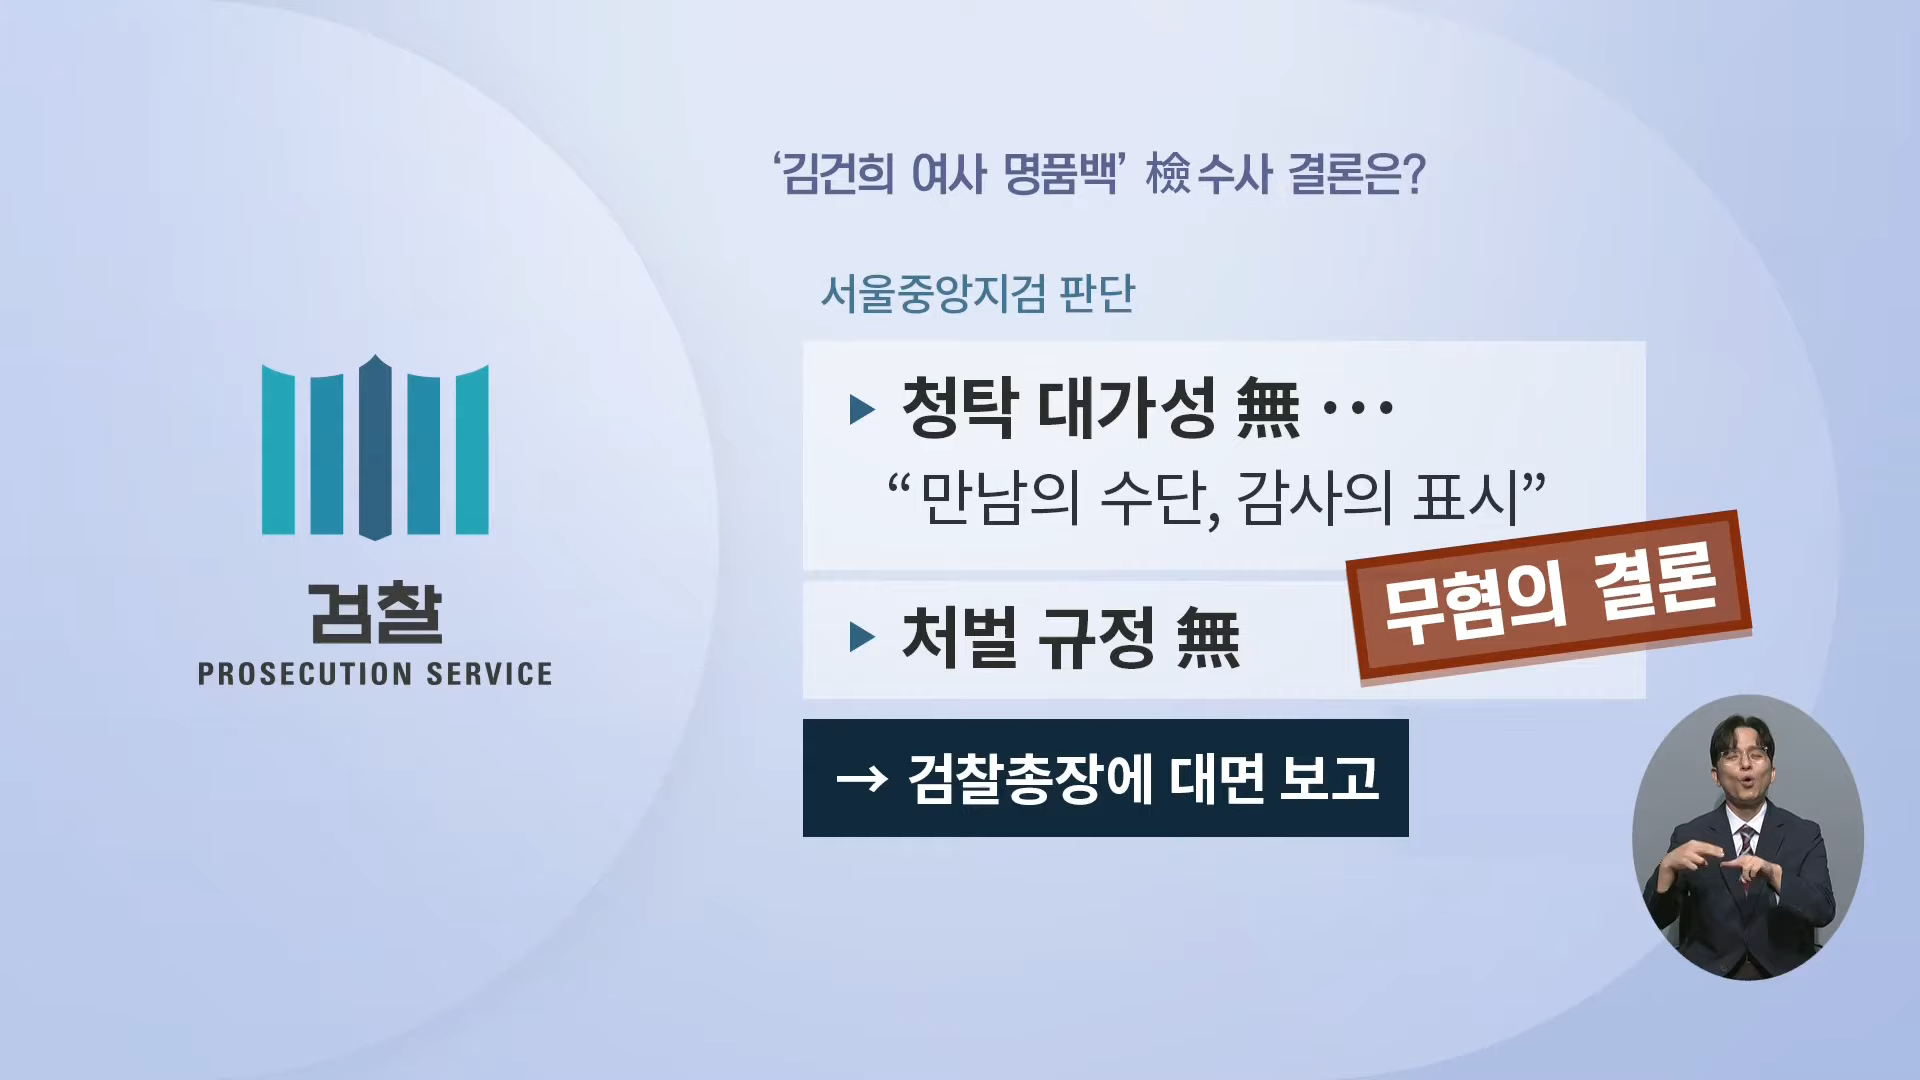 ‘김건희 여사 명품백’ 檢 수사 결론은?
서울중앙지검 판단
▶ 청탁 대가성 無 ···
“만남의 수단, 감사의 표시”
▶ 처벌 규정 無
무혐의 결론
→ 검찰총장에 대면 보고
검찰
PROSECUTION SERVICE